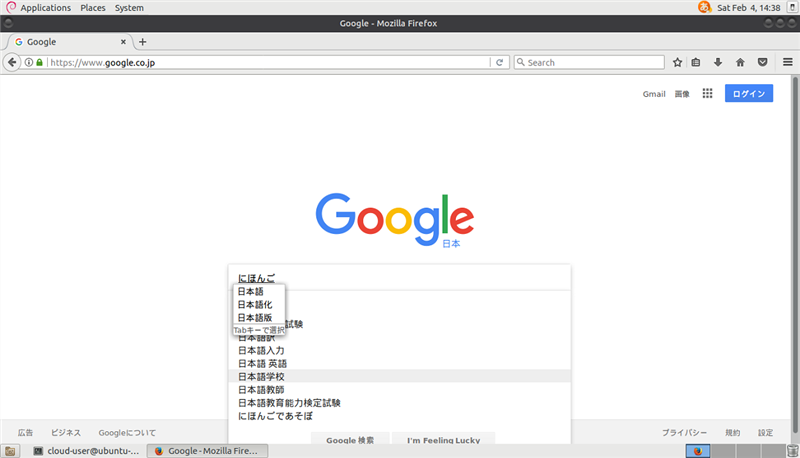 Applications Places System
Sat Feb 4, 14:38
Google - Mozilla Firefox
Google
https://www.google.co.jp
Search
Gmail 画像 ログイン
Google
日本
にほんご
日本語
日本語化
日本語版
Tabキーで選択
試験
日本語訳
日本語入力
日本語 英語
日本語学校
日本語教師
日本語教育能力検定試験
にほんごであそぼ
Google 検索 I'm Feeling Lucky
広告 ビジネス Googleについて プライバシー 規約 設定
cloud-user@ubuntu-... Google - Mozilla Fire...